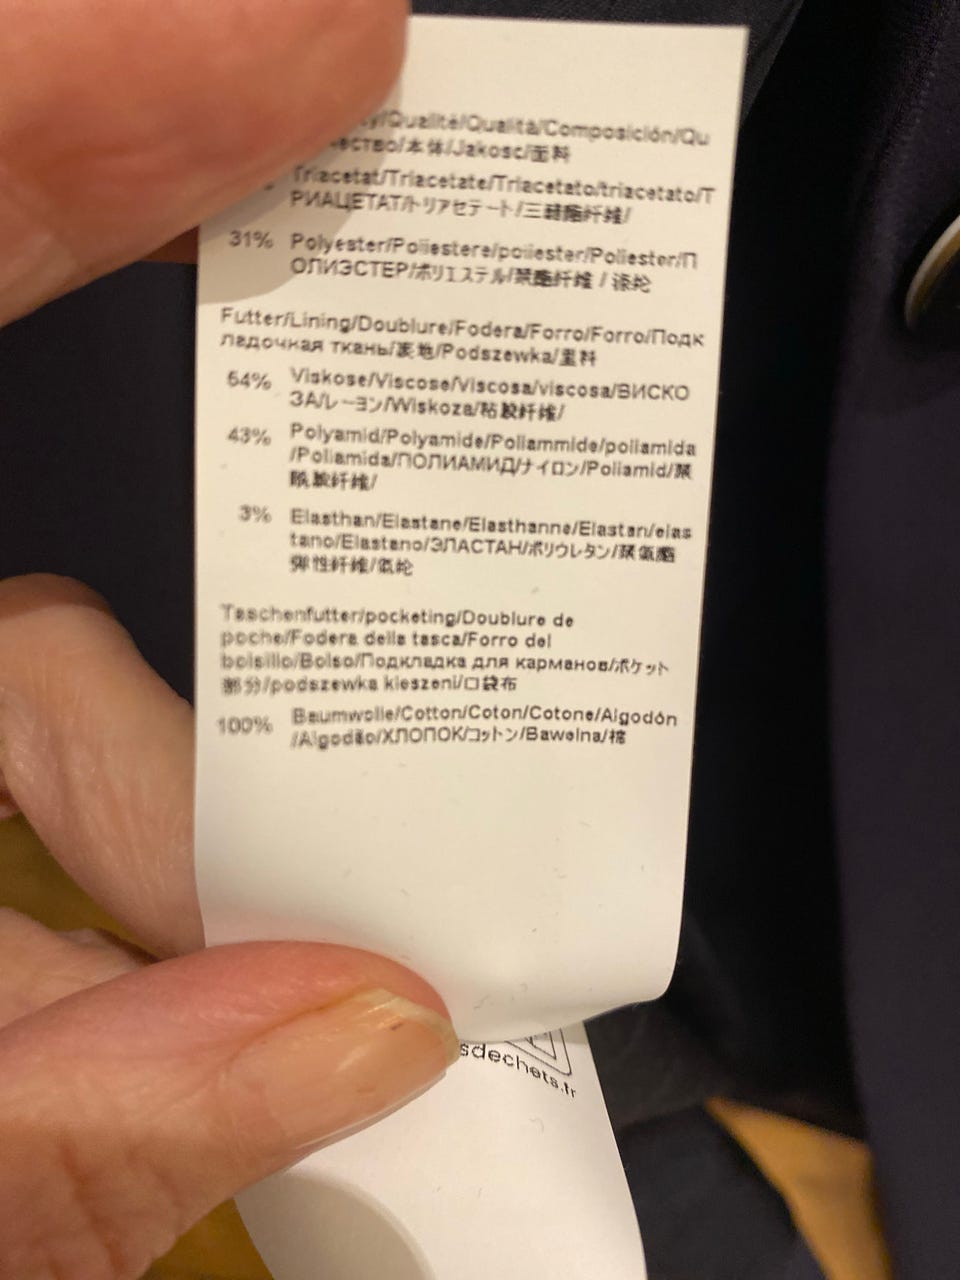 /Qualité/Qualità/Composición/Qu
ество/本体/Jakosc/面料
Triacetat/Triacetate/Triacetato/triacetato/Т
РИАЦЕТАТ/トリアセテート/三醋酯纤维/
31% Polyester/Poliestere/poliester/Poliester/П
ОЛИЭСТЕР/ポリエステル/聚酯纤维 / 涤纶
Futter/Lining/Doublure/Fodera/Forro/Forro/Подк
ладочная ткань/裏地/Podszewka/里料
54% Viskose/Viscose/Viscosa/viscosa/ВИСКО
ЗА/レーヨン/Wiskoza/粘胶纤维/
43% Polyamid/Polyamide/Poliammide/poliamida
/Poliamida/ПОЛИАМИД/ナイロン/Poliamid/聚
酰胺纤维/
3% Elasthan/Elastane/Elasthanne/Elastan/elas
tano/Elastano/ЭЛАСТАН/ポリウレタン/聚氨酯
弹性纤维/氨纶
Taschenfutter/pocketing/Doublure de
poche/Fodera della tasca/Forro del
bolsillo/Bolso/Подкладка для карманов/ポケット
部分/podszewka kieszeni/口袋布
100% Baumwolle/Cotton/Coton/Cotone/Algodón
/Algodão/ХЛОПОК/コットン/Bawelna/棉
sdechets.fr